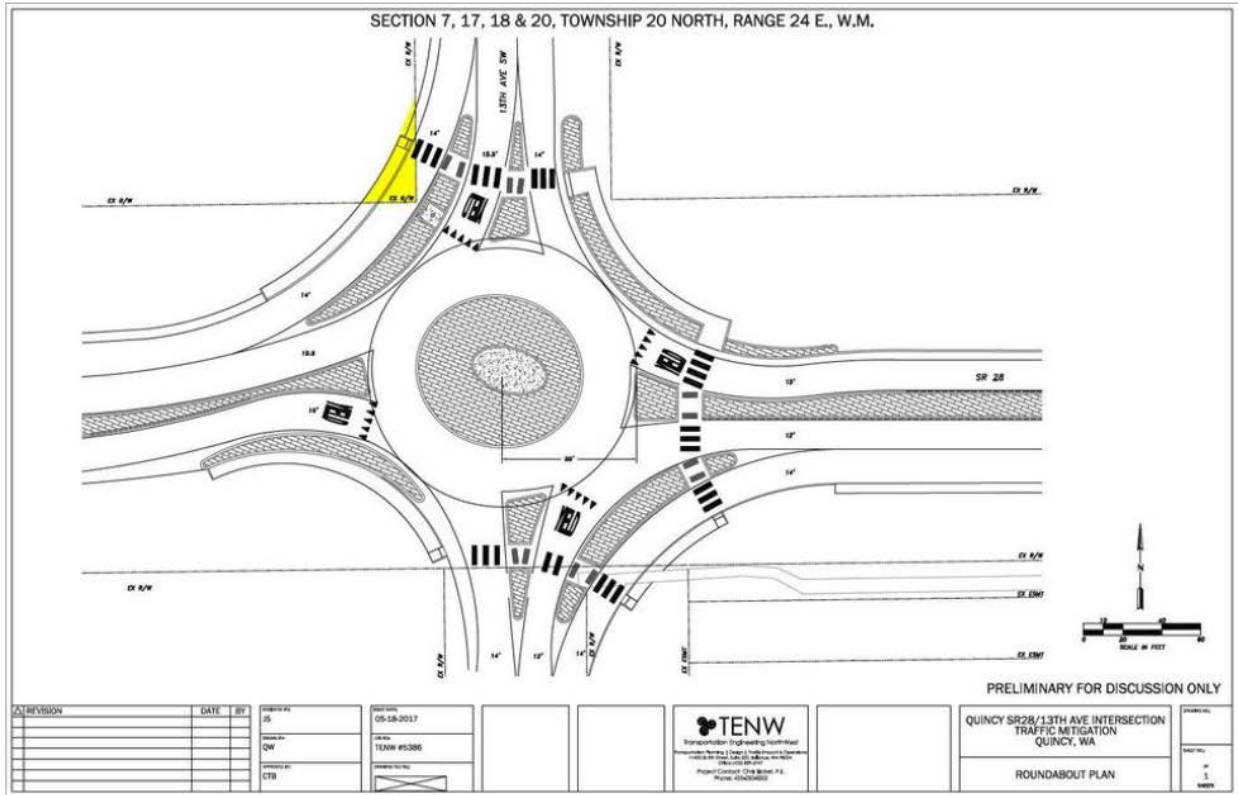 SECTION 7, 17, 18 & 20, TOWNSHIP 20 NORTH, RANGE 24 E., W.M.
EX R/W
13TH AVE SW
EX R/W
14'
15.5'
14'
EX R/W
EX R/W
EX R/W
14'
15.5
SR 28
15'
12'
14'
EX R/W
EX R/W
EX ESMT
N
SCALE IN FEET
EX R/W
14'
12'
14'
EX R/W
EX ESMT
EX ESMT
PRELIMINARY FOR DISCUSSION ONLY
REVISION DATE BY
JS
QW
CTB
05-18-2017
TENW #5386
TENW
Transportation Engineering NorthWest
QUINCY SR28/13TH AVE INTERSECTION
TRAFFIC MITIGATION
QUINCY, WA
ROUNDABOUT PLAN
1